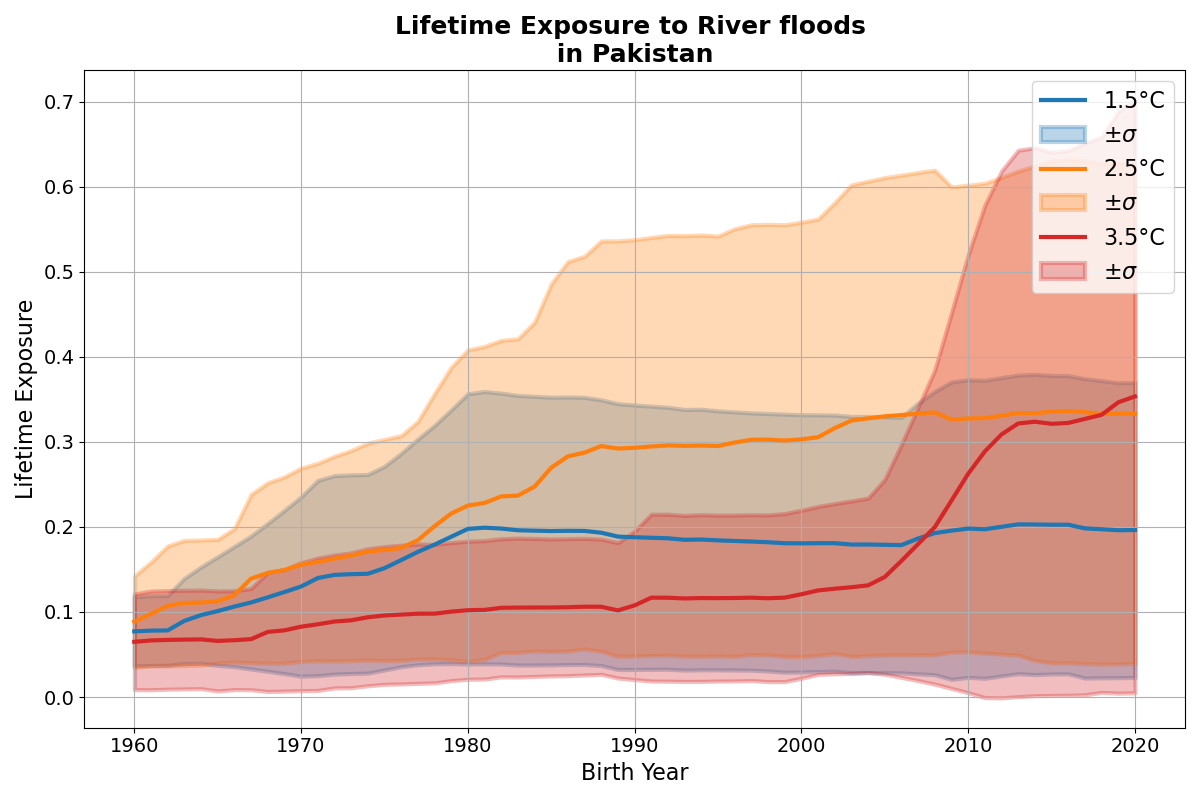 Lifetime Exposure to River floods
in Pakistan
0.7
0.6
0.5
0.4
0.3
0.2
0.1
0.0
Lifetime Exposure
1.5°C
±σ
2.5°C
±σ
3.5°C
±σ
1960 1970 1980 1990 2000 2010 2020
Birth Year